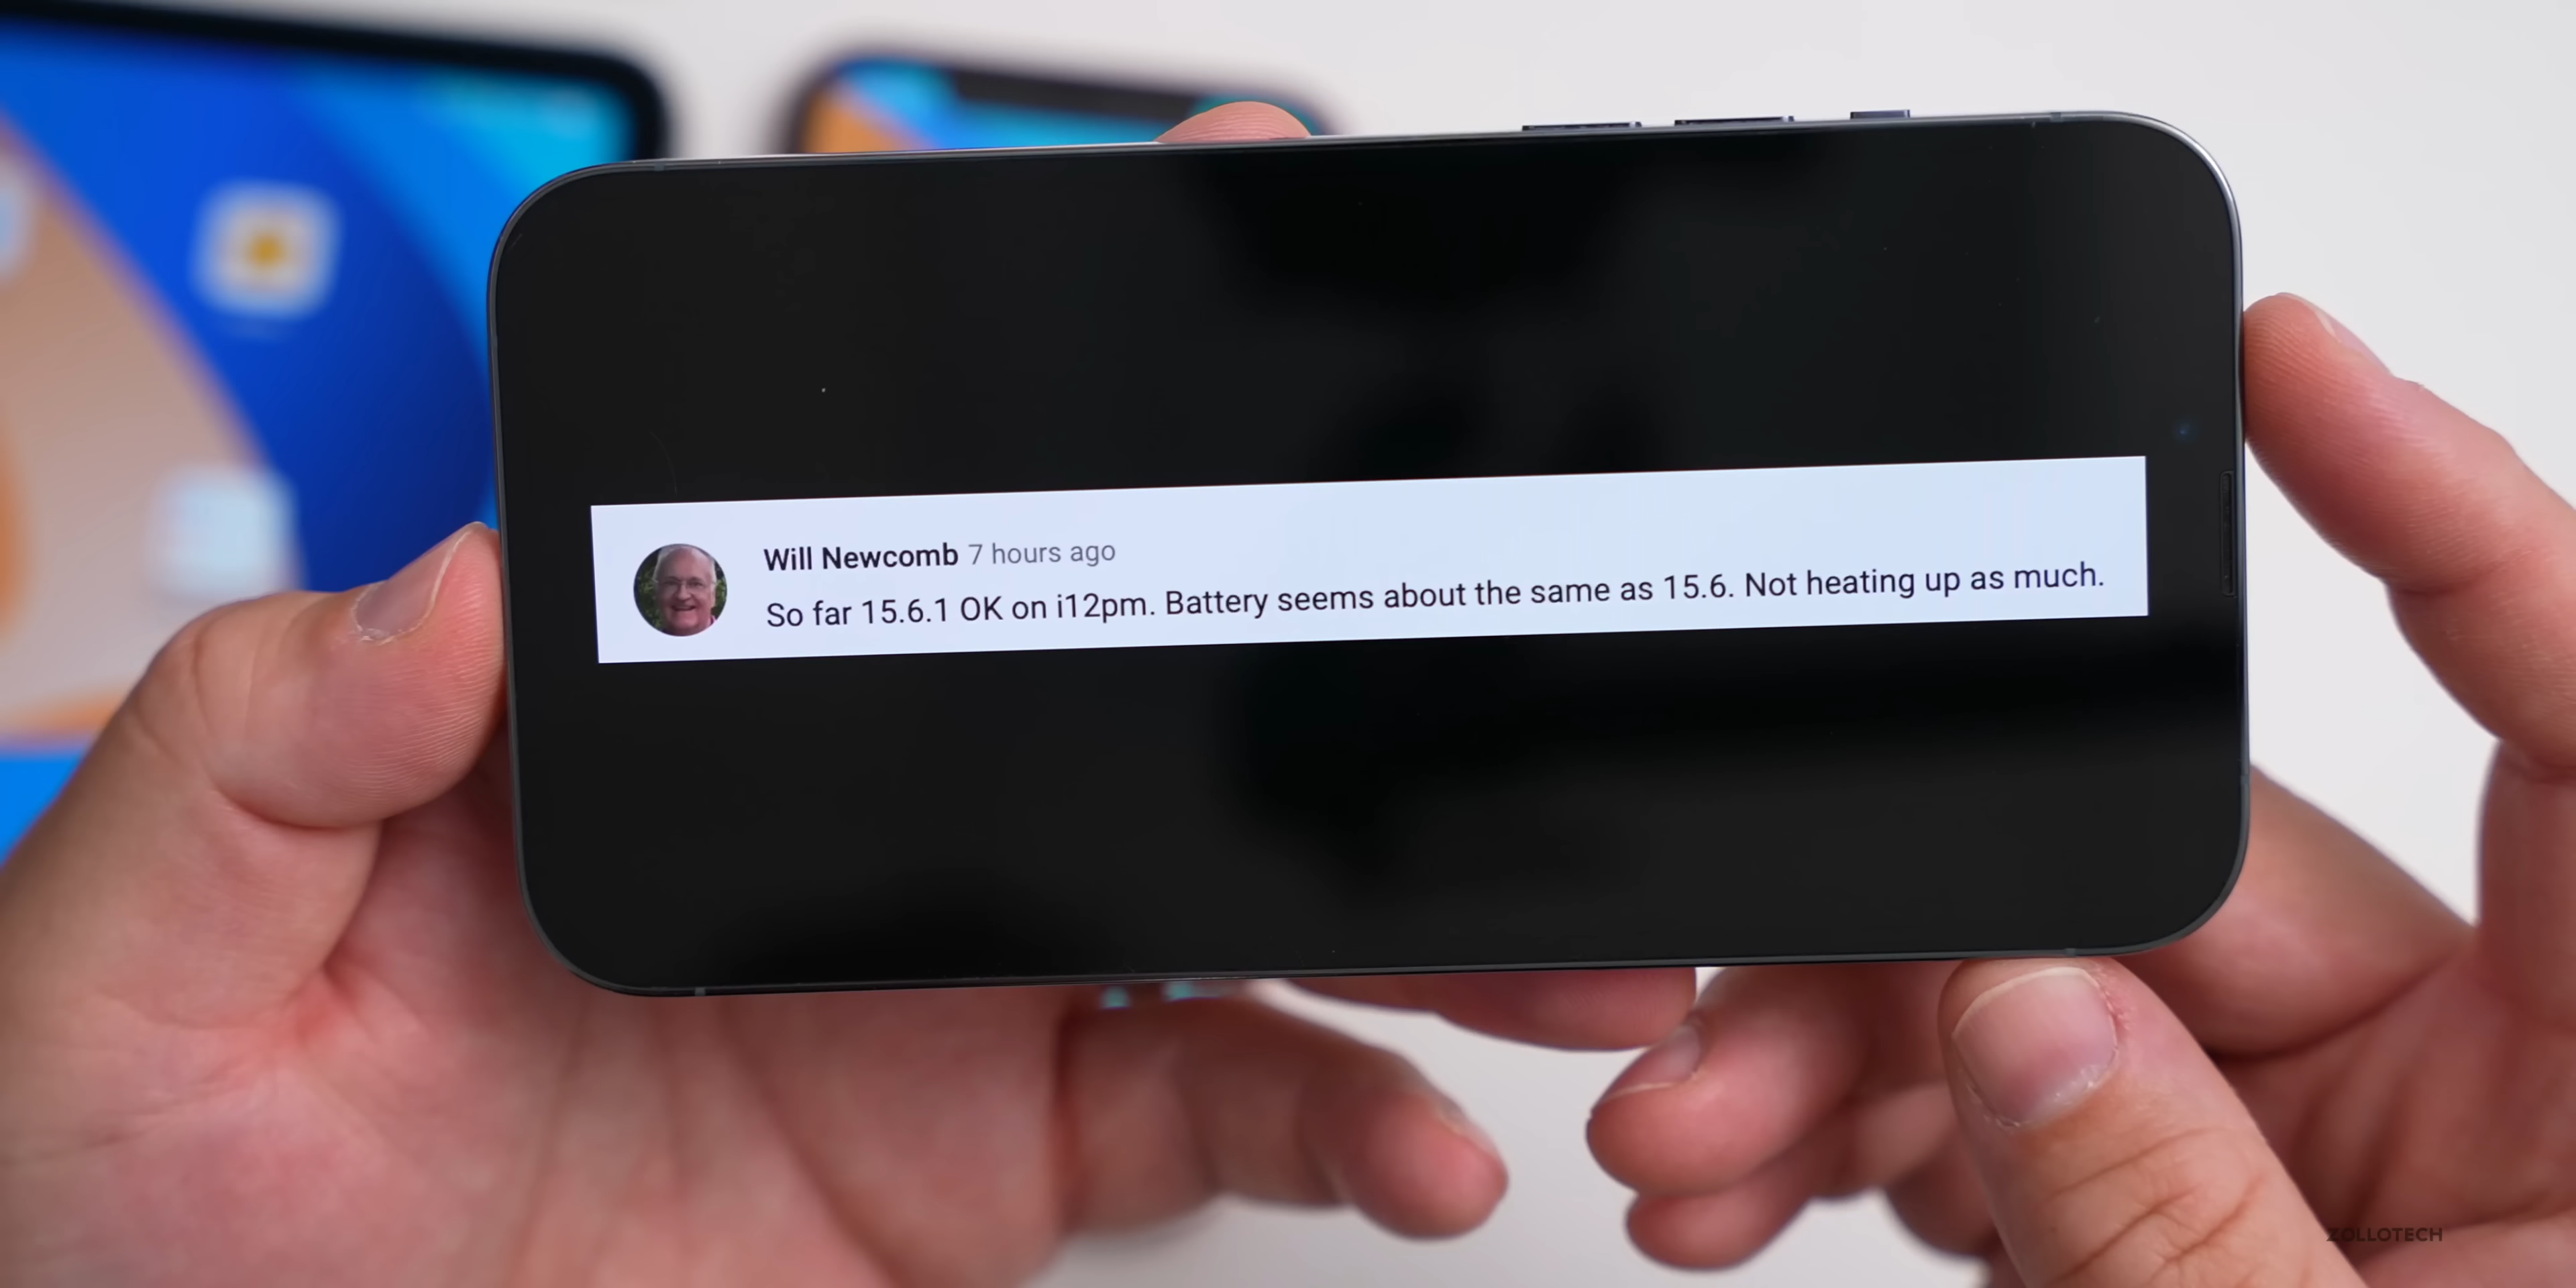 Will Newcomb 7 hours ago
So far 15.6.1 OK on i12pm. Battery seems about the same as 15.6. Not heating up as much.
ZOLLOTECH